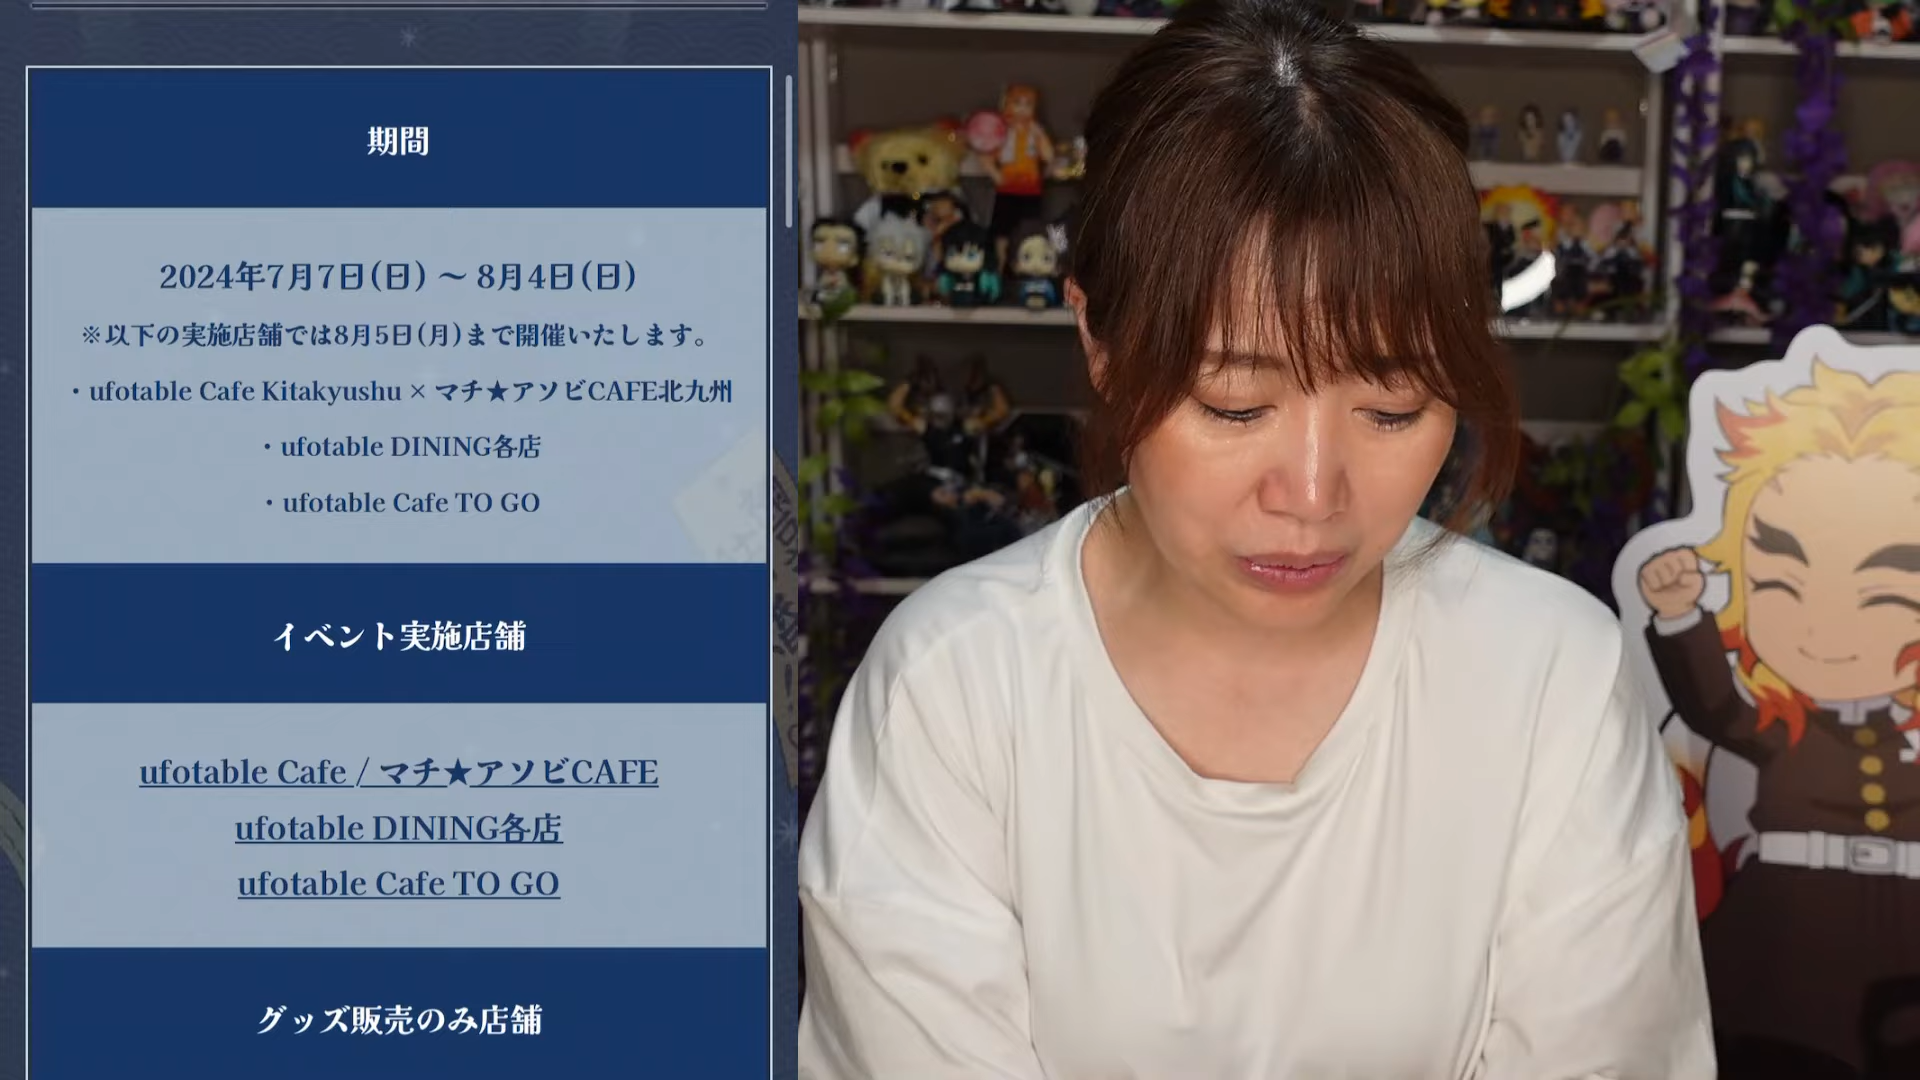 期間
2024年7月7日(日) ～ 8月4日(日)
※以下の実施店舗では8月5日(月)まで開催いたします。
・ufotable Cafe Kitakyushu × マチ★アソビCAFE北九州
・ufotable DINING各店
・ufotable Cafe TO GO
イベント実施店舗
ufotable Cafe / マチ★アソビCAFE
ufotable DINING各店
ufotable Cafe TO GO
グッズ販売のみ店舗